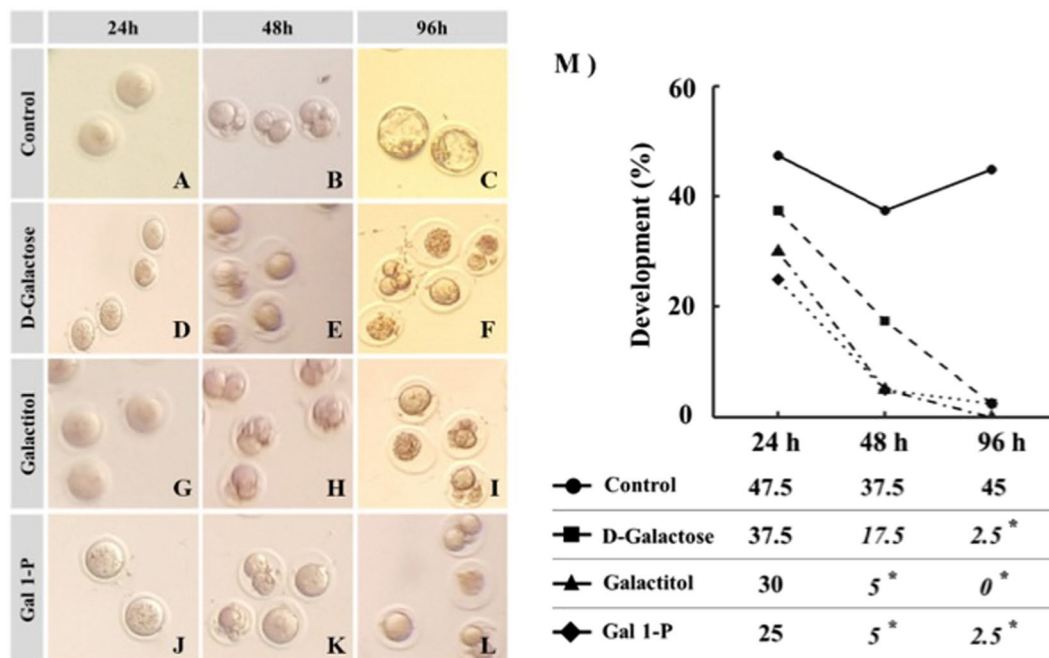 24h 48h 96h
Control
A B C
D-Galactose
D E F
Galactitol
G H I
Gal 1-P
J K L
M )
Development (%)
60
40
20
0
24 h 48 h 96 h
Control 47.5 37.5 45
D-Galactose 37.5 17.5 2.5 *
Galactitol 30 5 * 0 *
Gal 1-P 25 5 * 2.5 *